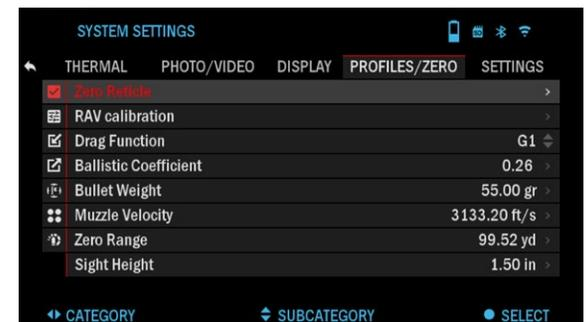 SYSTEM SETTINGS
THERMAL PHOTO/VIDEO DISPLAY PROFILES/ZERO SETTINGS
Zero Reticle
RAV calibration
Drag Function G1
Ballistic Coefficient 0.26
Bullet Weight 55.00 gr
Muzzle Velocity 3133.20 ft/s
Zero Range 99.52 yd
Sight Height 1.50 in
CATEGORY SUBCATEGORY SELECT